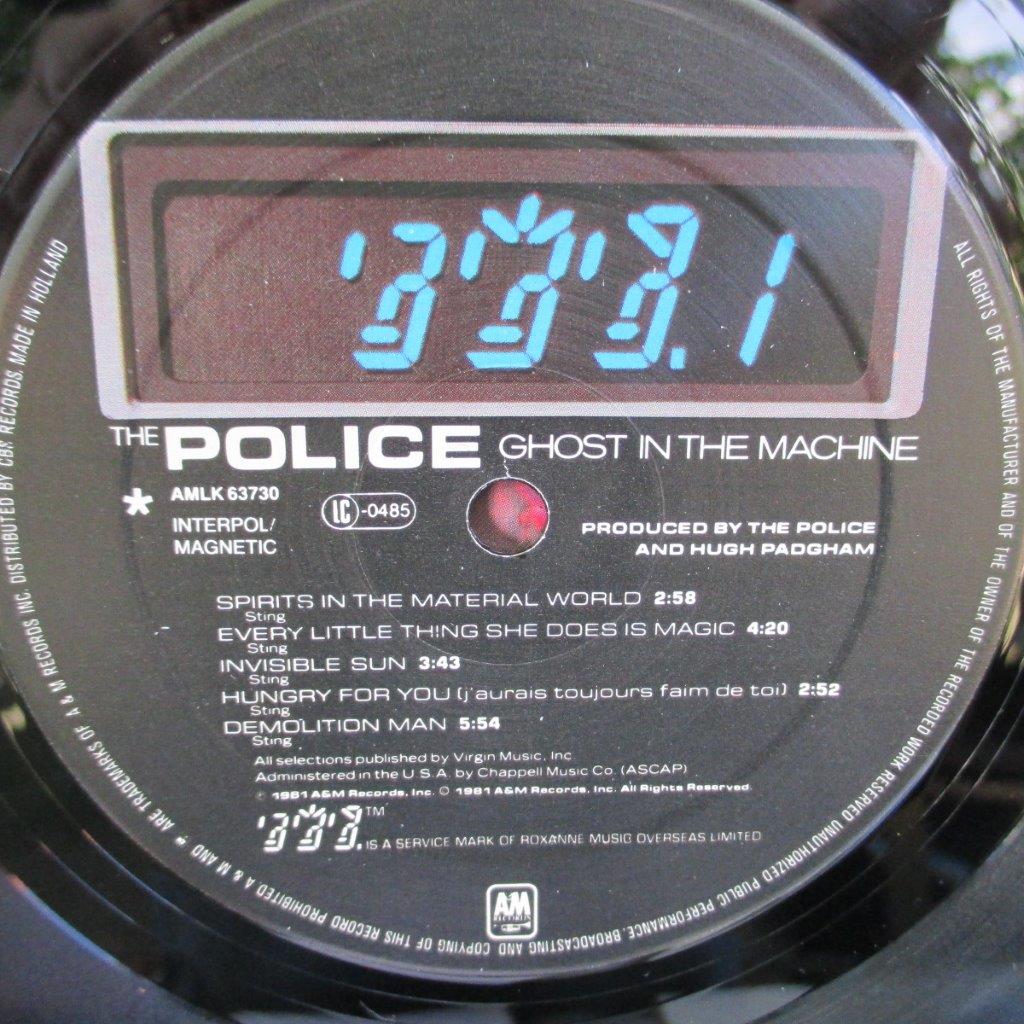 THE POLICE GHOST IN THE MACHINE
* AMLK 63730
LC -0485
INTERPOL/
MAGNETIC
PRODUCED BY THE POLICE
AND HUGH PADGHAM
SPIRITS IN THE MATERIAL WORLD 2:58
Sting
EVERY LITTLE TH!NG SHE DOES IS MAGIC 4:20
Sting
INVISIBLE SUN 3:43
Sting
HUNGRY FOR YOU (j'aurais toujours faim de toi) 2:52
Sting
DEMOLITION MAN 5:54
Sting
All selections published by Virgin Music, Inc
Administered in the U S A. by Chappell Music Co. (ASCAP)
℗ 1981 A&M Records, Inc. © 1981 A&M Records, Inc. All Rights Reserved.
TM IS A SERVICE MARK OF ROXANNE MUSIC OVERSEAS LIMITED
A&M
RECORDS
ALL RIGHTS OF THE MANUFACTURER AND OF THE OWNER OF THE RECORDED WORK RESERVED UNAUTHORIZED PUBLIC PERFORMANCE, BROADCASTING AND COPYING OF THIS RECORD PROHIBITED A & M AND * ARE TRADEMARKS OF A & M RECORDS INC. DISTRIBUTED BY CBS RECORDS. MADE IN HOLLAND